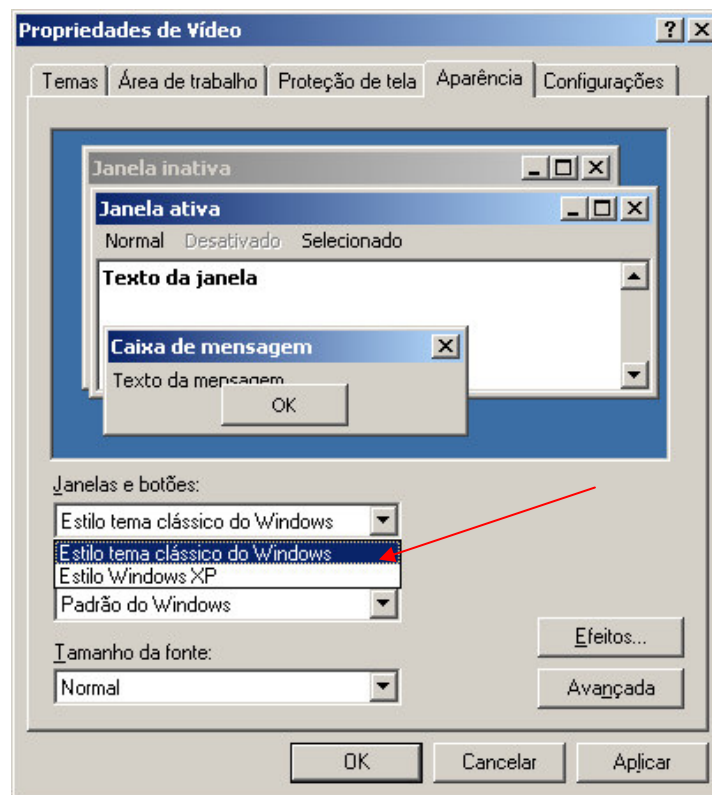 Propriedades de Vídeo
Temas Área de trabalho Proteção de tela Aparência Configurações
Janela inativa
Janela ativa
Normal Desativado Selecionado
Texto da janela
Caixa de mensagem
Texto da mensagem
OK
Janelas e botões:
Estilo tema clássico do Windows
Estilo tema clássico do Windows
Estilo Windows XP
Padrão do Windows
Efeitos...
Tamanho da fonte:
Normal
Avançada
OK Cancelar Aplicar